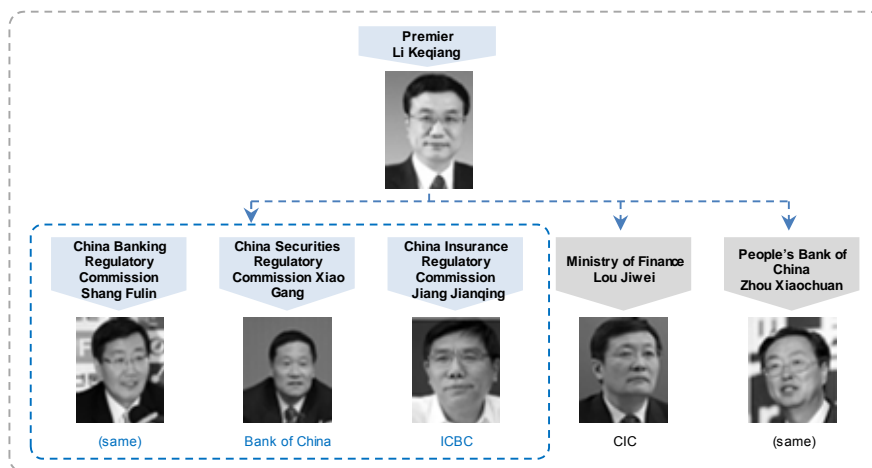 Premier
Li Keqiang
China Banking
Regulatory
Commission
Shang Fulin
China Securities
Regulatory
Commission Xiao
Gang
China Insurance
Regulatory
Commission
Jiang Jianqing
Ministry of Finance
Lou Jiwei
People's Bank of
China
Zhou Xiaochuan
(same)
Bank of China
ICBC
CIC
(same)